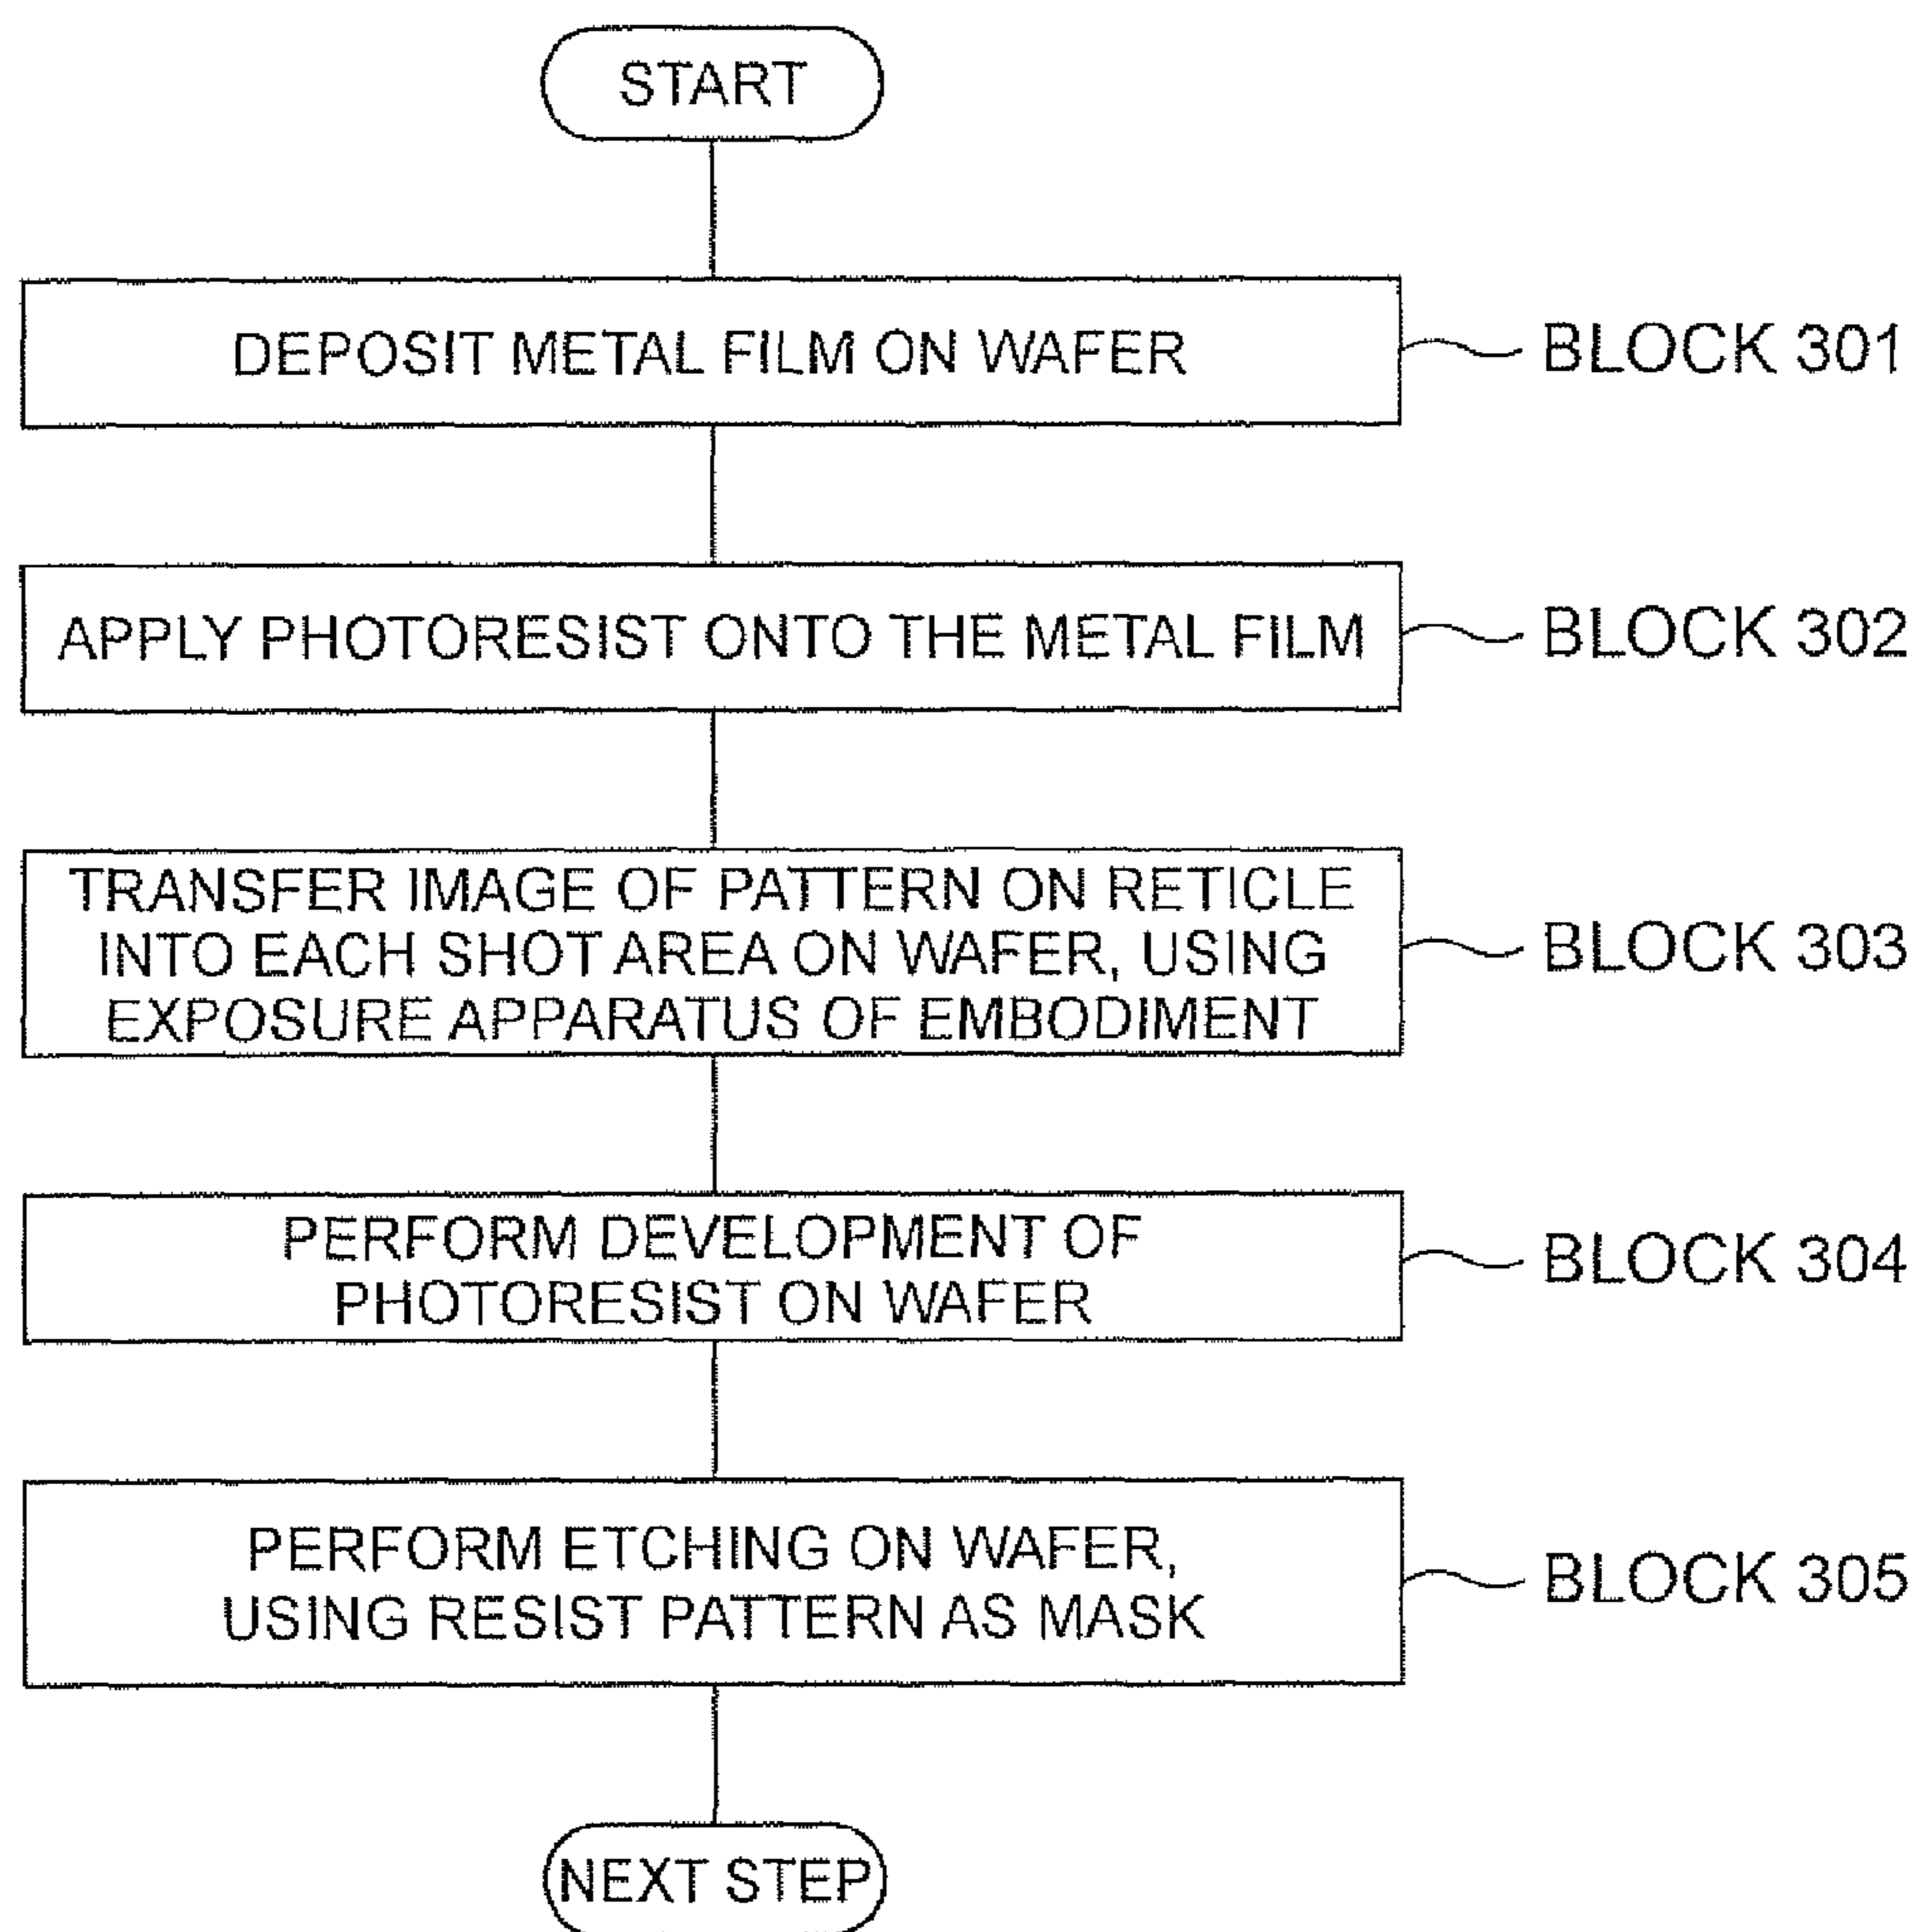 START
DEPOSIT METAL FILM ON WAFER
BLOCK 301
APPLY PHOTORESIST ONTO THE METAL FILM
BLOCK 302
TRANSFER IMAGE OF PATTERN ON RETICLE
INTO EACH SHOT AREA ON WAFER, USING
EXPOSURE APPARATUS OF EMBODIMENT
BLOCK 303
PERFORM DEVELOPMENT OF
PHOTORESIST ON WAFER
BLOCK 304
PERFORM ETCHING ON WAFER,
USING RESIST PATTERN AS MASK
BLOCK 305
NEXT STEP